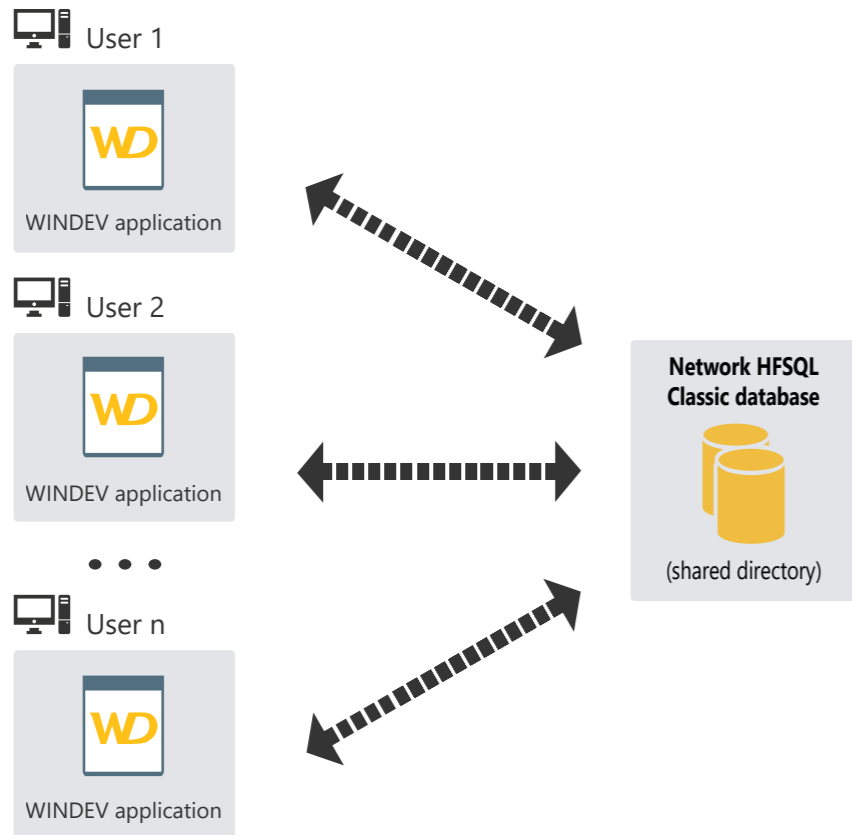 User 1
WD
WINDEV application
User 2
WD
WINDEV application
• • •
User n
WD
WINDEV application
Network HFSQL
Classic database
(shared directory)